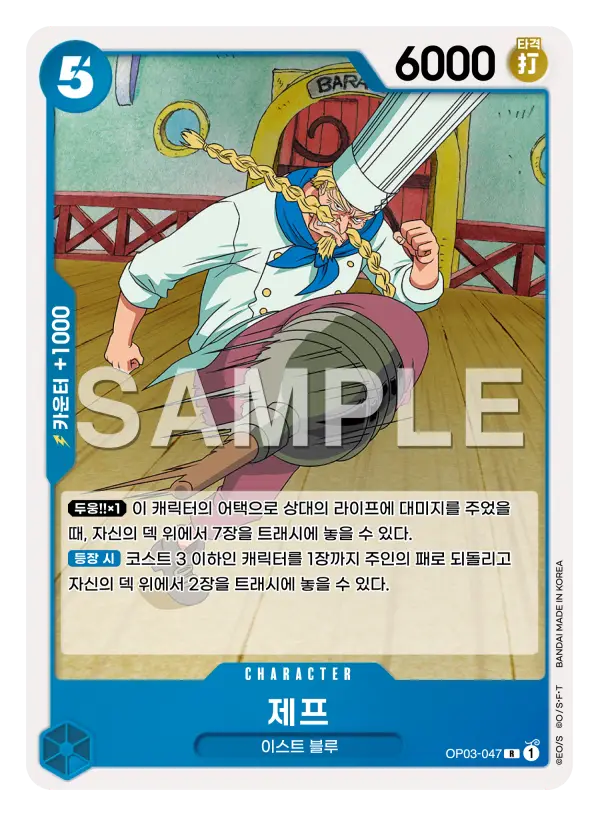 5
6000
타격
打
BARA
카운터 +1000
SAMPLE
두웅!!×1 이 캐릭터의 어택으로 상대의 라이프에 대미지를 주었을
때, 자신의 덱 위에서 7장을 트래시에 놓을 수 있다.
등장 시 코스트 3 이하인 캐릭터를 1장까지 주인의 패로 되돌리고
자신의 덱 위에서 2장을 트래시에 놓을 수 있다.
CHARACTER
제프
이스트 블루
OP03-047 R 1
©EO/S ©O/S·F·T BANDAI MADE IN KOREA